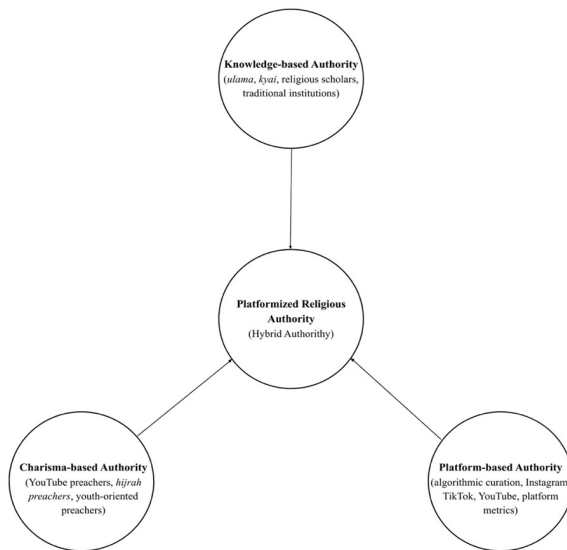 Knowledge-based Authority
(ulama, kyai, religious scholars,
traditional institutions)
Platformized Religious
Authority
(Hybrid Authorithy)
Charisma-based Authority
(YouTube preachers, hijrah
preachers, youth-oriented
preachers)
Platform-based Authority
(algorithmic curation, Instagram
TikTok, YouTube, platform
metrics)